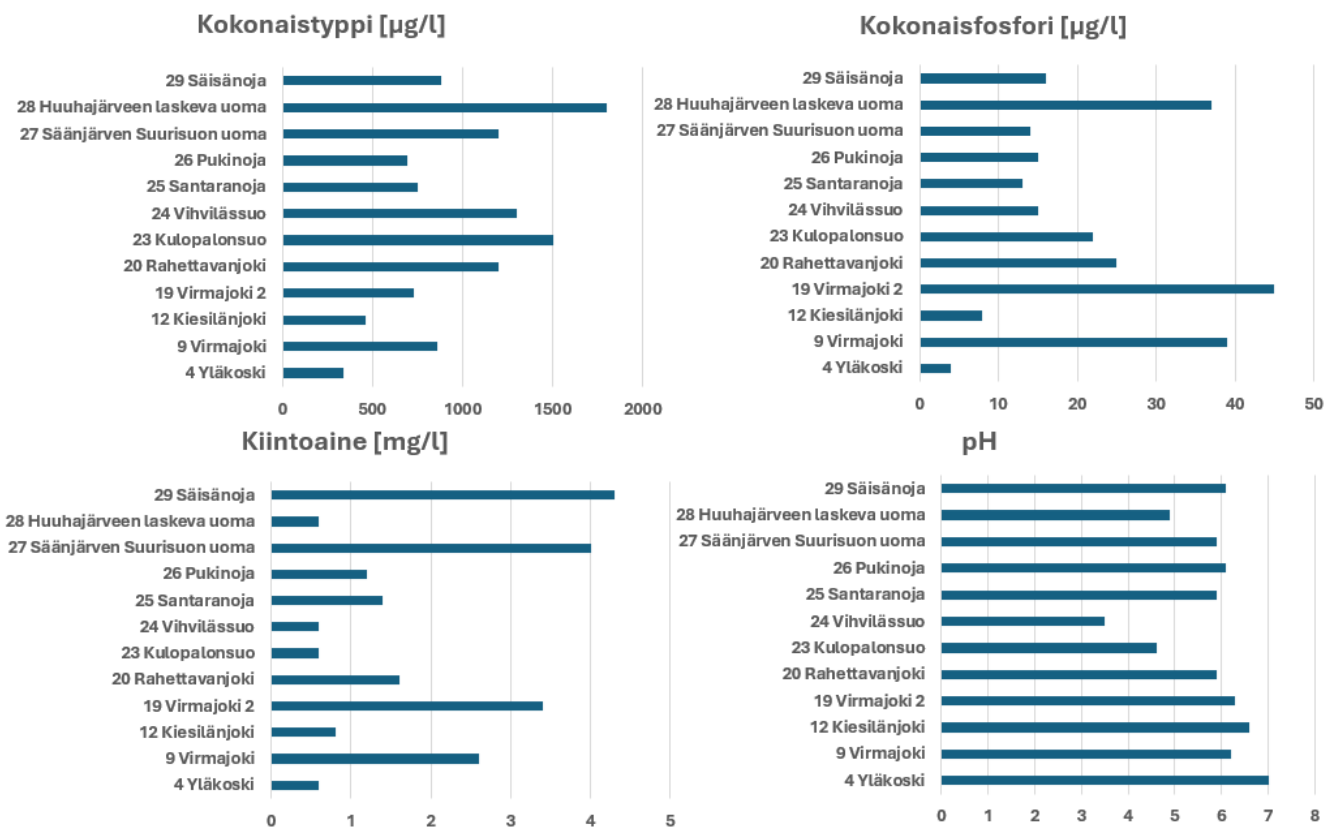 Kokonaistyppi [µg/l]
29 Säisänoja
28 Huuhajärveen laskeva uoma
27 Säänjärven Suurisuon uoma
26 Pukinoja
25 Santaranoja
24 Vihvilässuo
23 Kulopalonsuo
20 Rahettavanjoki
19 Virmajoki 2
12 Kiesilänjoki
9 Virmajoki
4 Yläkoski
0 500 1000 1500 2000
Kokonaisfosfori [µg/l]
29 Säisänoja
28 Huuhajärveen laskeva uoma
27 Säänjärven Suurisuon uoma
26 Pukinoja
25 Santaranoja
24 Vihvilässuo
23 Kulopalonsuo
20 Rahettavanjoki
19 Virmajoki 2
12 Kiesilänjoki
9 Virmajoki
4 Yläkoski
0 10 20 30 40 50
Kiintoaine [mg/l]
29 Säisänoja
28 Huuhajärveen laskeva uoma
27 Säänjärven Suurisuon uoma
26 Pukinoja
25 Santaranoja
24 Vihvilässuo
23 Kulopalonsuo
20 Rahettavanjoki
19 Virmajoki 2
12 Kiesilänjoki
9 Virmajoki
4 Yläkoski
0 1 2 3 4 5
pH
29 Säisänoja
28 Huuhajärveen laskeva uoma
27 Säänjärven Suurisuon uoma
26 Pukinoja
25 Santaranoja
24 Vihvilässuo
23 Kulopalonsuo
20 Rahettavanjoki
19 Virmajoki 2
12 Kiesilänjoki
9 Virmajoki
4 Yläkoski
0 1 2 3 4 5 6 7 8